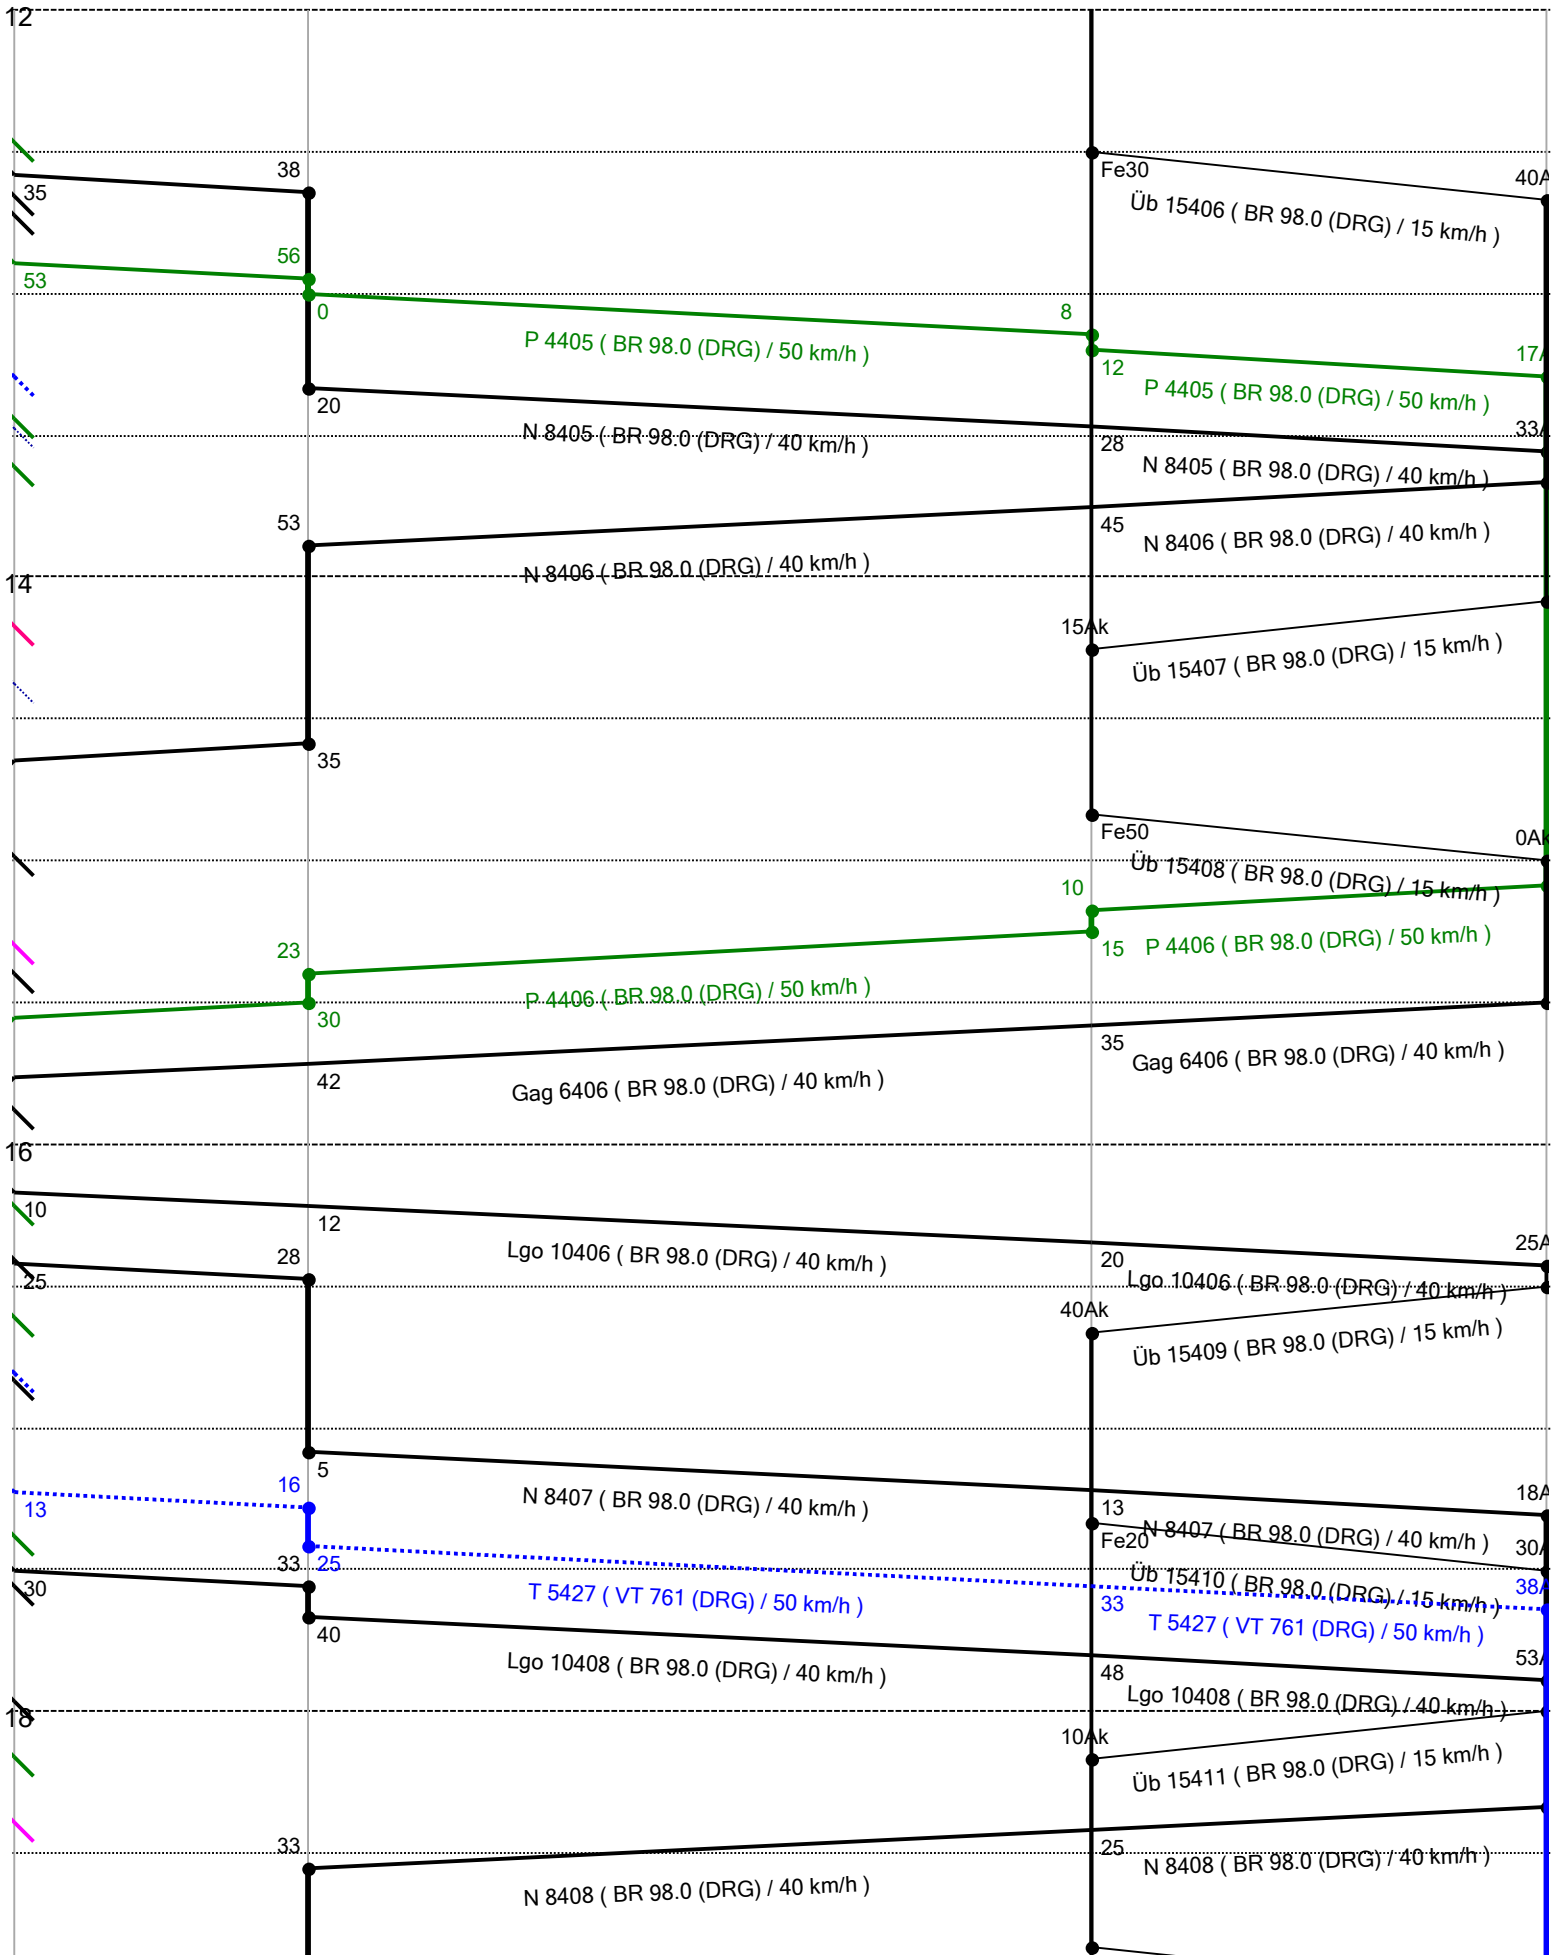 12
38
Fe30
40A
35
Üb 15406 ( BR 98.0 (DRG) / 15 km/h )
56
53
0
8
P 4405 ( BR 98.0 (DRG) / 50 km/h )
17A
12
P 4405 ( BR 98.0 (DRG) / 50 km/h )
20
33A
N 8405 ( BR 98.0 (DRG) / 40 km/h )
28
N 8405 ( BR 98.0 (DRG) / 40 km/h )
53
45
N 8406 ( BR 98.0 (DRG) / 40 km/h )
14
N 8406 ( BR 98.0 (DRG) / 40 km/h )
15Ak
Üb 15407 ( BR 98.0 (DRG) / 15 km/h )
35
Fe50
0Ak
Üb 15408 ( BR 98.0 (DRG) / 15 km/h )
10
23
15
P 4406 ( BR 98.0 (DRG) / 50 km/h )
P 4406 ( BR 98.0 (DRG) / 50 km/h )
30
35
Gag 6406 ( BR 98.0 (DRG) / 40 km/h )
42
Gag 6406 ( BR 98.0 (DRG) / 40 km/h )
16
10
12
Lgo 10406 ( BR 98.0 (DRG) / 40 km/h )
28
20
25A
25
Lgo 10406 ( BR 98.0 (DRG) / 40 km/h )
40Ak
Üb 15409 ( BR 98.0 (DRG) / 15 km/h )
5
16
13
N 8407 ( BR 98.0 (DRG) / 40 km/h )
18A
13
N 8407 ( BR 98.0 (DRG) / 40 km/h )
Fe20
30A
33
25
30
Üb 15410 ( BR 98.0 (DRG) / 15 km/h )
38A
T 5427 ( VT 761 (DRG) / 50 km/h )
33
T 5427 ( VT 761 (DRG) / 50 km/h )
40
53A
Lgo 10408 ( BR 98.0 (DRG) / 40 km/h )
48
Lgo 10408 ( BR 98.0 (DRG) / 40 km/h )
18
10Ak
Üb 15411 ( BR 98.0 (DRG) / 15 km/h )
33
25
N 8408 ( BR 98.0 (DRG) / 40 km/h )
N 8408 ( BR 98.0 (DRG) / 40 km/h )